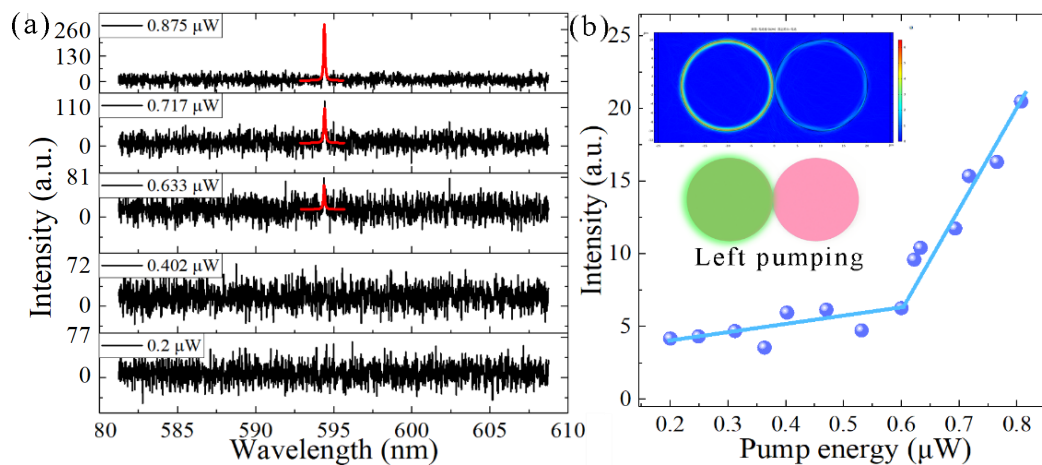 (a)
0.875 μW
260
130
0
0.717 μW
110
0
0.633 μW
81
0
0.402 μW
72
0
0.2 μW
77
0
Intensity (a.u.)
80 585 590 595 600 605 610
Wavelength (nm)
(b)
25
20
15
10
5
0
Intensity (a.u.)
Left pumping
0.2 0.3 0.4 0.5 0.6 0.7 0.8
Pump energy (μW)